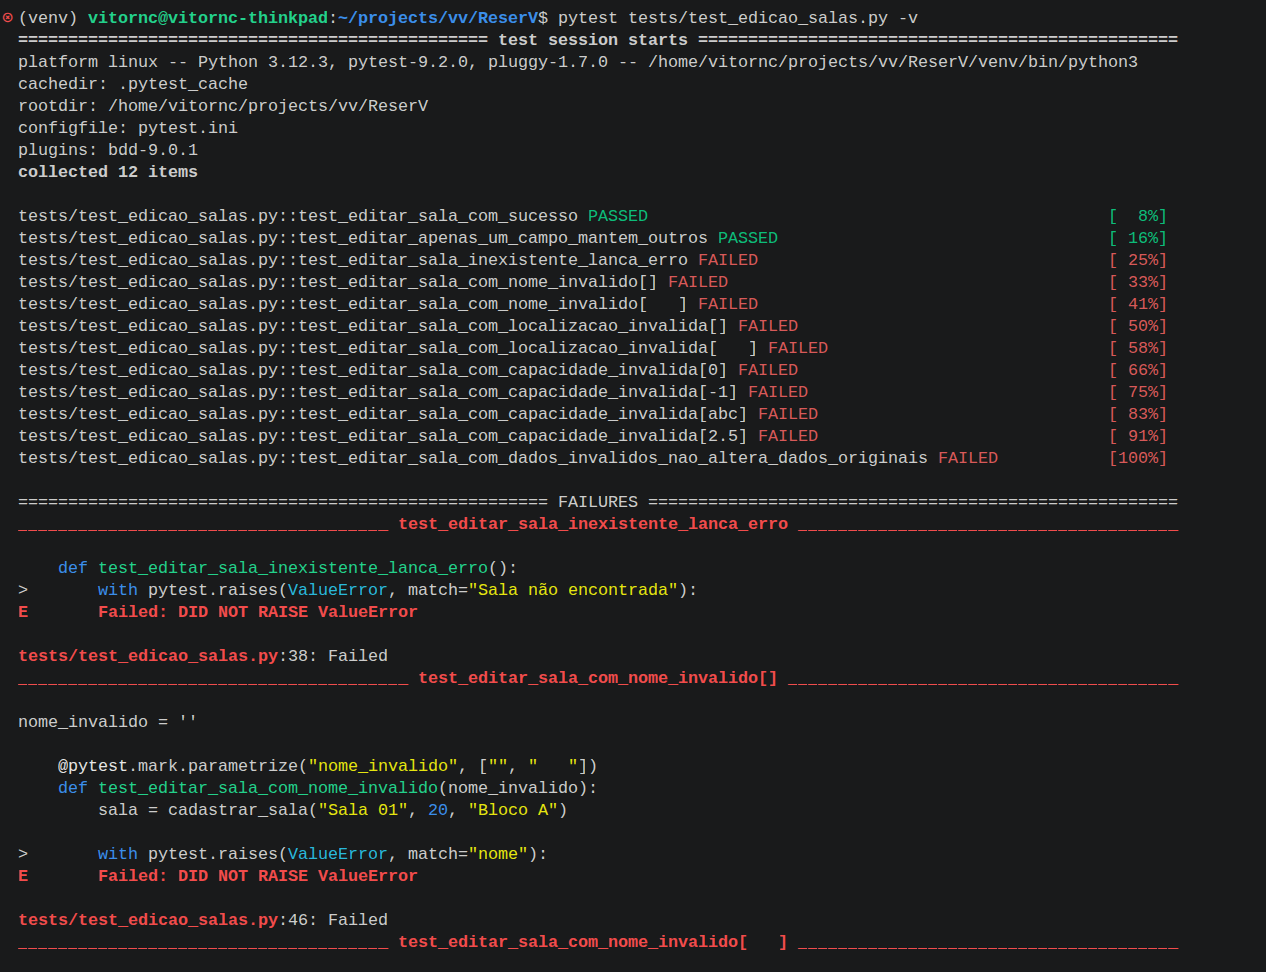 (venv) vitornc@vitornc-thinkpad:~/projects/vv/ReserV$ pytest tests/test_edicao_salas.py -v
=============================================== test session starts ================================================
platform linux -- Python 3.12.3, pytest-9.2.0, pluggy-1.7.0 -- /home/vitornc/projects/vv/ReserV/venv/bin/python3
cachedir: .pytest_cache
rootdir: /home/vitornc/projects/vv/ReserV
configfile: pytest.ini
plugins: bdd-9.0.1
collected 12 items
tests/test_edicao_salas.py::test_editar_sala_com_sucesso PASSED [  8%]
tests/test_edicao_salas.py::test_editar_apenas_um_campo_mantem_outros PASSED [ 16%]
tests/test_edicao_salas.py::test_editar_sala_inexistente_lanca_erro FAILED [ 25%]
tests/test_edicao_salas.py::test_editar_sala_com_nome_invalido[] FAILED [ 33%]
tests/test_edicao_salas.py::test_editar_sala_com_nome_invalido[   ] FAILED [ 41%]
tests/test_edicao_salas.py::test_editar_sala_com_localizacao_invalida[] FAILED [ 50%]
tests/test_edicao_salas.py::test_editar_sala_com_localizacao_invalida[   ] FAILED [ 58%]
tests/test_edicao_salas.py::test_editar_sala_com_capacidade_invalida[0] FAILED [ 66%]
tests/test_edicao_salas.py::test_editar_sala_com_capacidade_invalida[-1] FAILED [ 75%]
tests/test_edicao_salas.py::test_editar_sala_com_capacidade_invalida[abc] FAILED [ 83%]
tests/test_edicao_salas.py::test_editar_sala_com_capacidade_invalida[2.5] FAILED [ 91%]
tests/test_edicao_salas.py::test_editar_sala_com_dados_invalidos_nao_altera_dados_originais FAILED [100%]
===================================================== FAILURES =====================================================
_____________________________________ test_editar_sala_inexistente_lanca_erro ______________________________________
    def test_editar_sala_inexistente_lanca_erro():
>       with pytest.raises(ValueError, match="Sala não encontrada"):
E       Failed: DID NOT RAISE ValueError
tests/test_edicao_salas.py:38: Failed
_______________________________________ test_editar_sala_com_nome_invalido[] _______________________________________
nome_invalido = ''
    @pytest.mark.parametrize("nome_invalido", ["", "   "])
    def test_editar_sala_com_nome_invalido(nome_invalido):
        sala = cadastrar_sala("Sala 01", 20, "Bloco A")
>       with pytest.raises(ValueError, match="nome"):
E       Failed: DID NOT RAISE ValueError
tests/test_edicao_salas.py:46: Failed
_____________________________________ test_editar_sala_com_nome_invalido[   ] ______________________________________